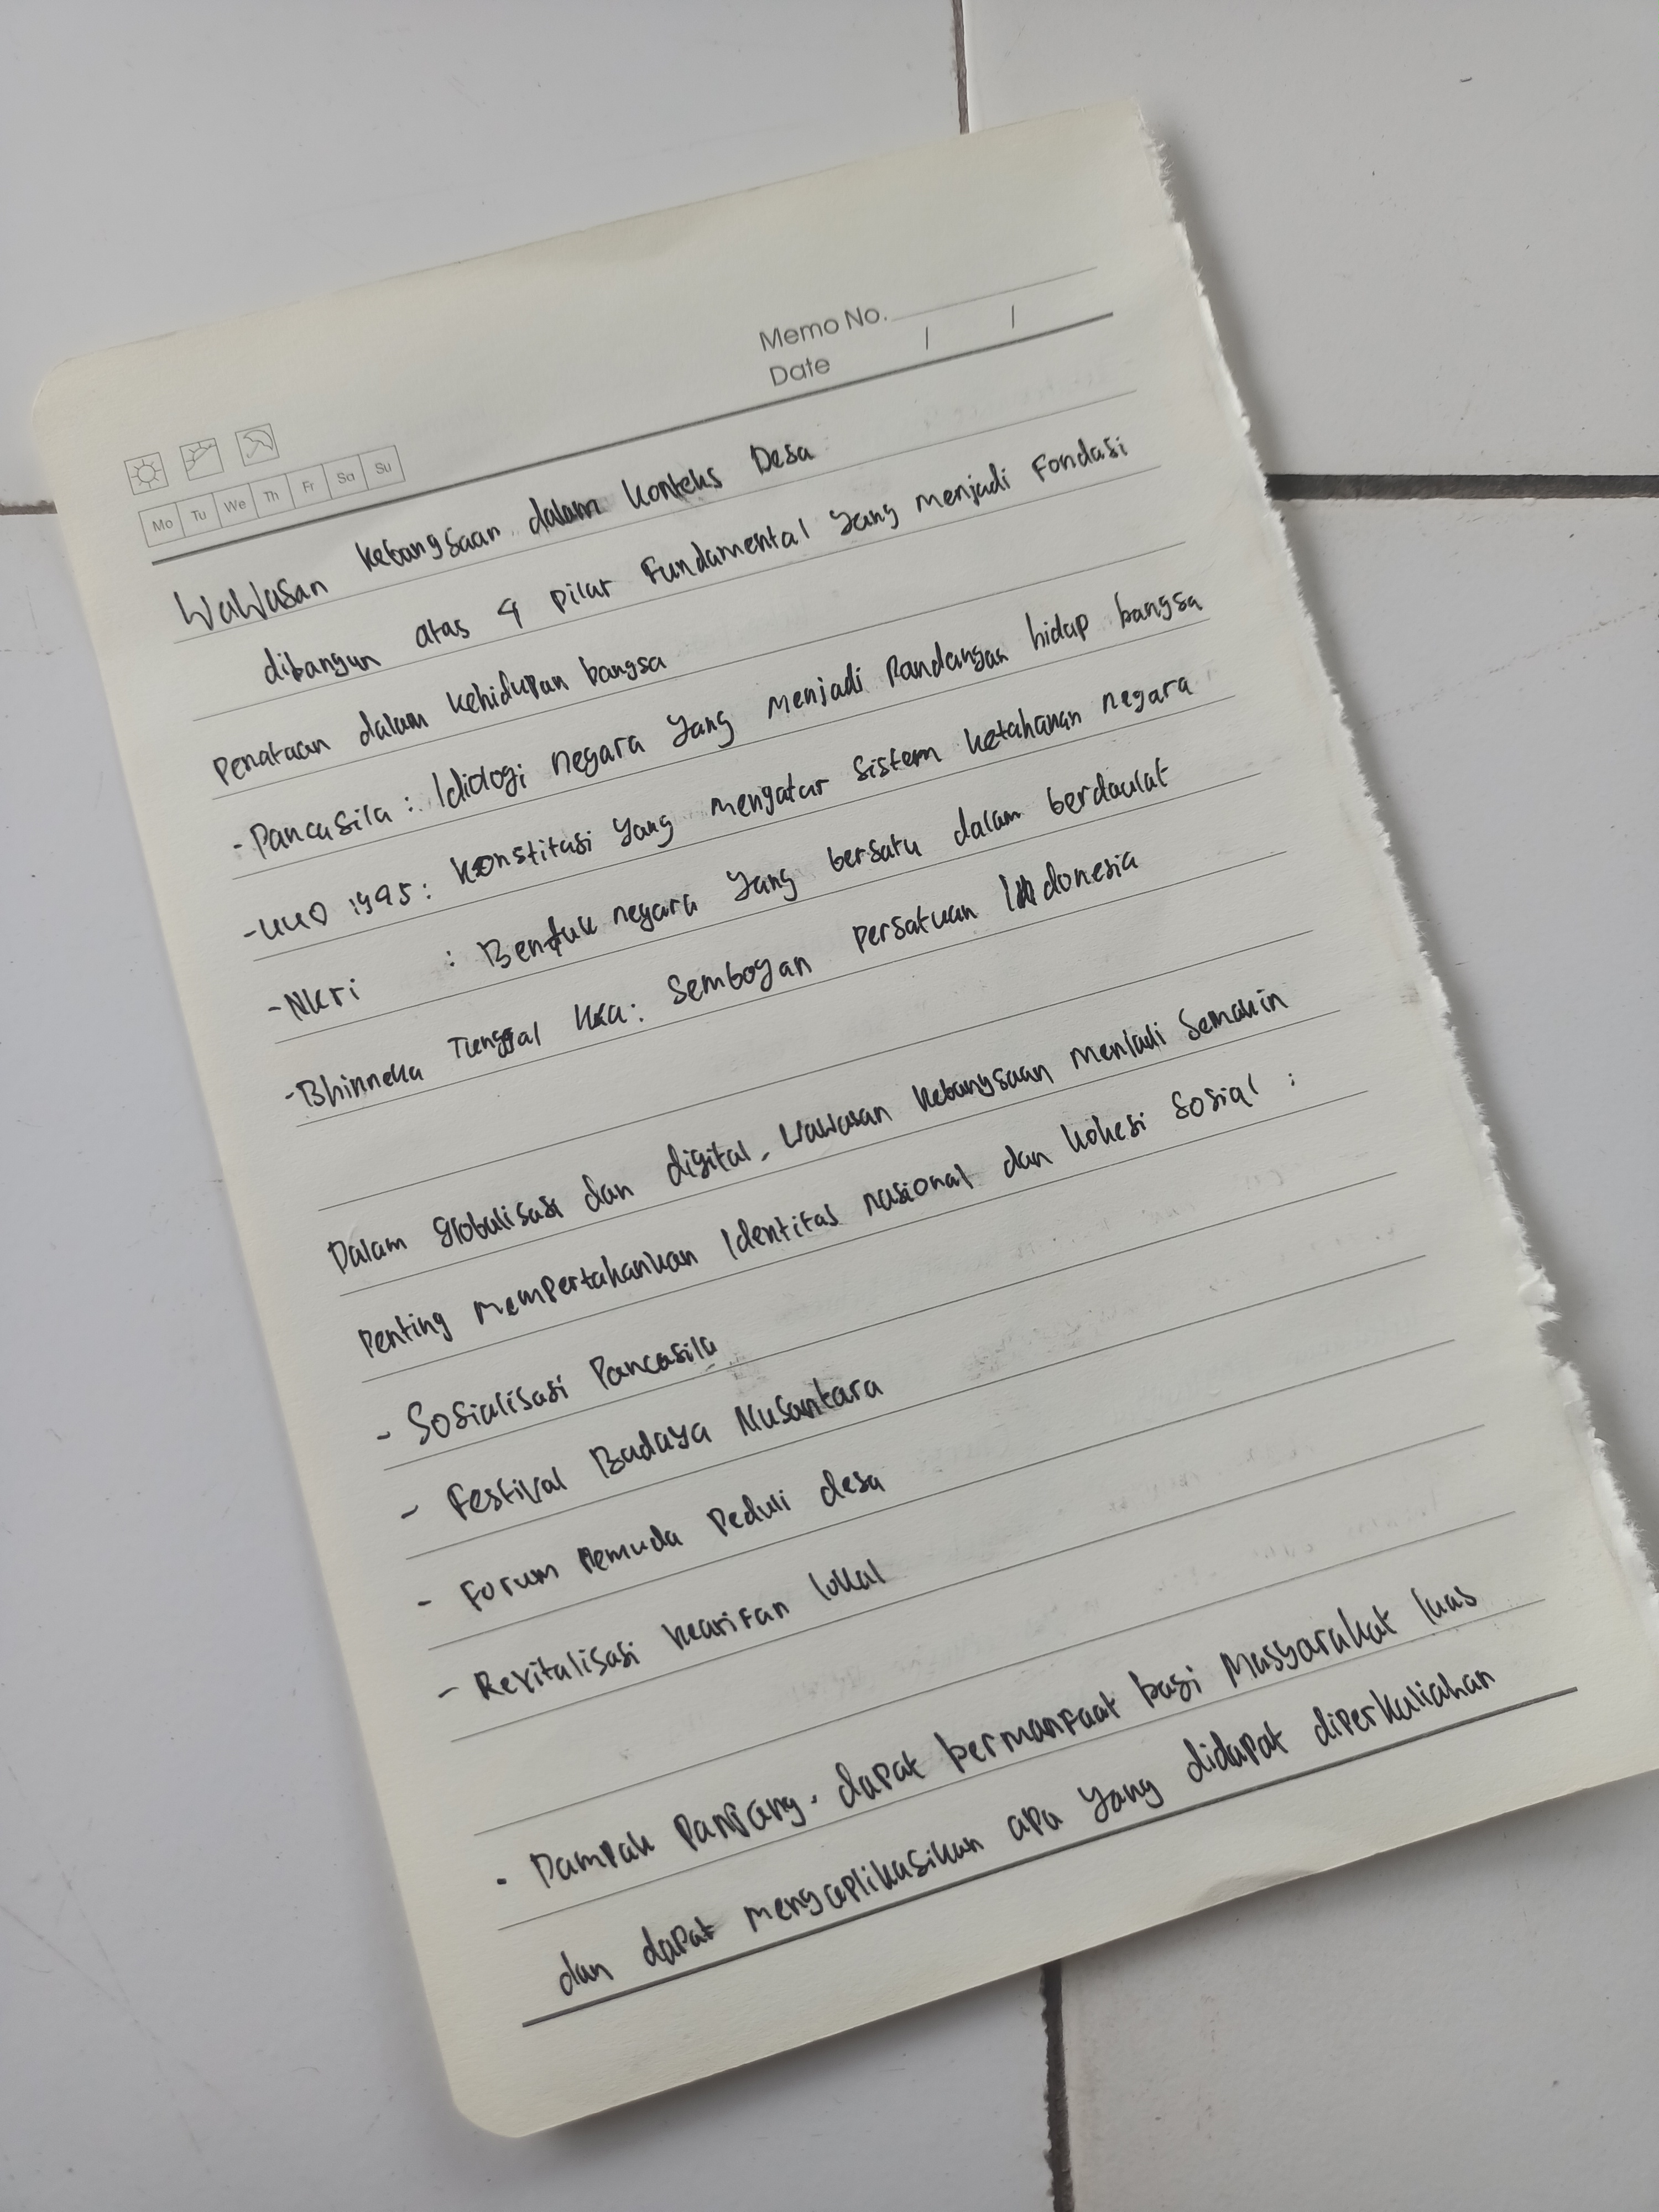 Memo No.
Date / /
Mo Tu We Th Fr Sa Su
Wawasan kebangsaan dalam konteks Desa
dibangun atas 4 pilar Fundamental yang menjadi Fondasi
Penataan dalam kehidupan bangsa
- Pancasila : Idiologi negara yang menjadi Pandangan hidup bangsa
- UUD 1945 : Konstitusi yang mengatur sistem ketahanan negara
- NKri : Bentuk negara yang bersatu dalam berdaulat
- Bhinneka Tunggal Ika : Semboyan Persatuan Indonesia
Dalam globalisasi dan digital, Wawasan kebangsaan menjadi Semakin
Penting mempertahankan Identitas nasional dan kohesi sosial :
- Sosialisasi Pancasila
- Festival Budaya Nusantara
- Forum Pemuda Peduli desa
- Revitalisasi kearifan lokal
• Dampak Panjang. dapat bermanfaat bagi Masyarakat luas
dan dapat mengaplikasikan apa yang didapat diperkuliahan